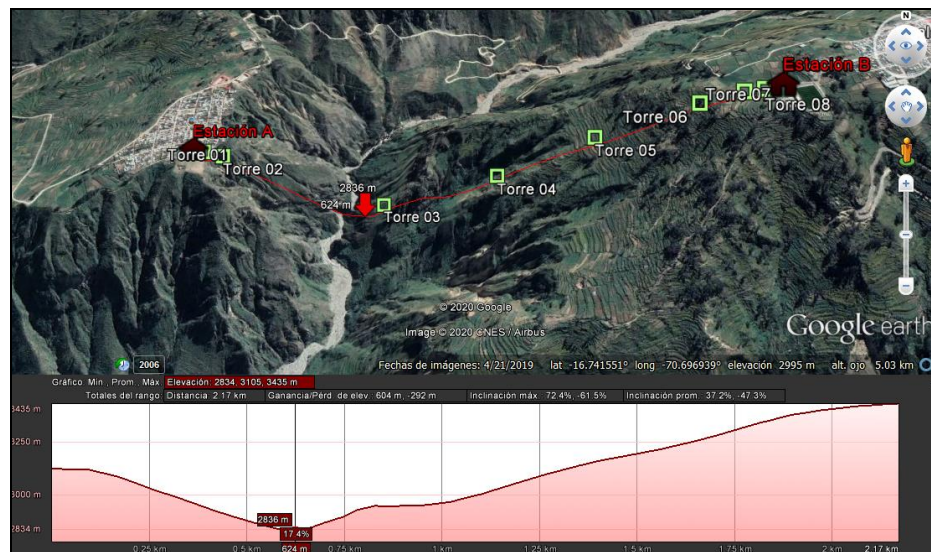 N
Estación B
Torre 07
Torre 08
Torre 06
Estación A
Torre 01
Torre 02
Torre 05
2836 m
624 m
Torre 04
Torre 03
© 2020 Google
Image © 2020 CNES / Airbus
Google earth
2006
Fechas de imágenes: 4/21/2019 lat -16.741551° long -70.696939° elevación 2995 m alt. ojo 5.03 km
Gráfico Mín., Prom., Máx. Elevación: 2834, 3105, 3435 m
Totales del rango: Distancia: 2.17 km Ganancia/Pérd. de elev.: 604 m, -292 m Inclinación máx. 72.4%, -61.5% Inclinación prom. 37.2%, -47.3%
3435 m
3250 m
3000 m
2836 m
2834 m
17.4%
0.25 km 0.5 km 624 m 0.75 km 1 km 1.25 km 1.5 km 1.75 km 2 km 2.17 km